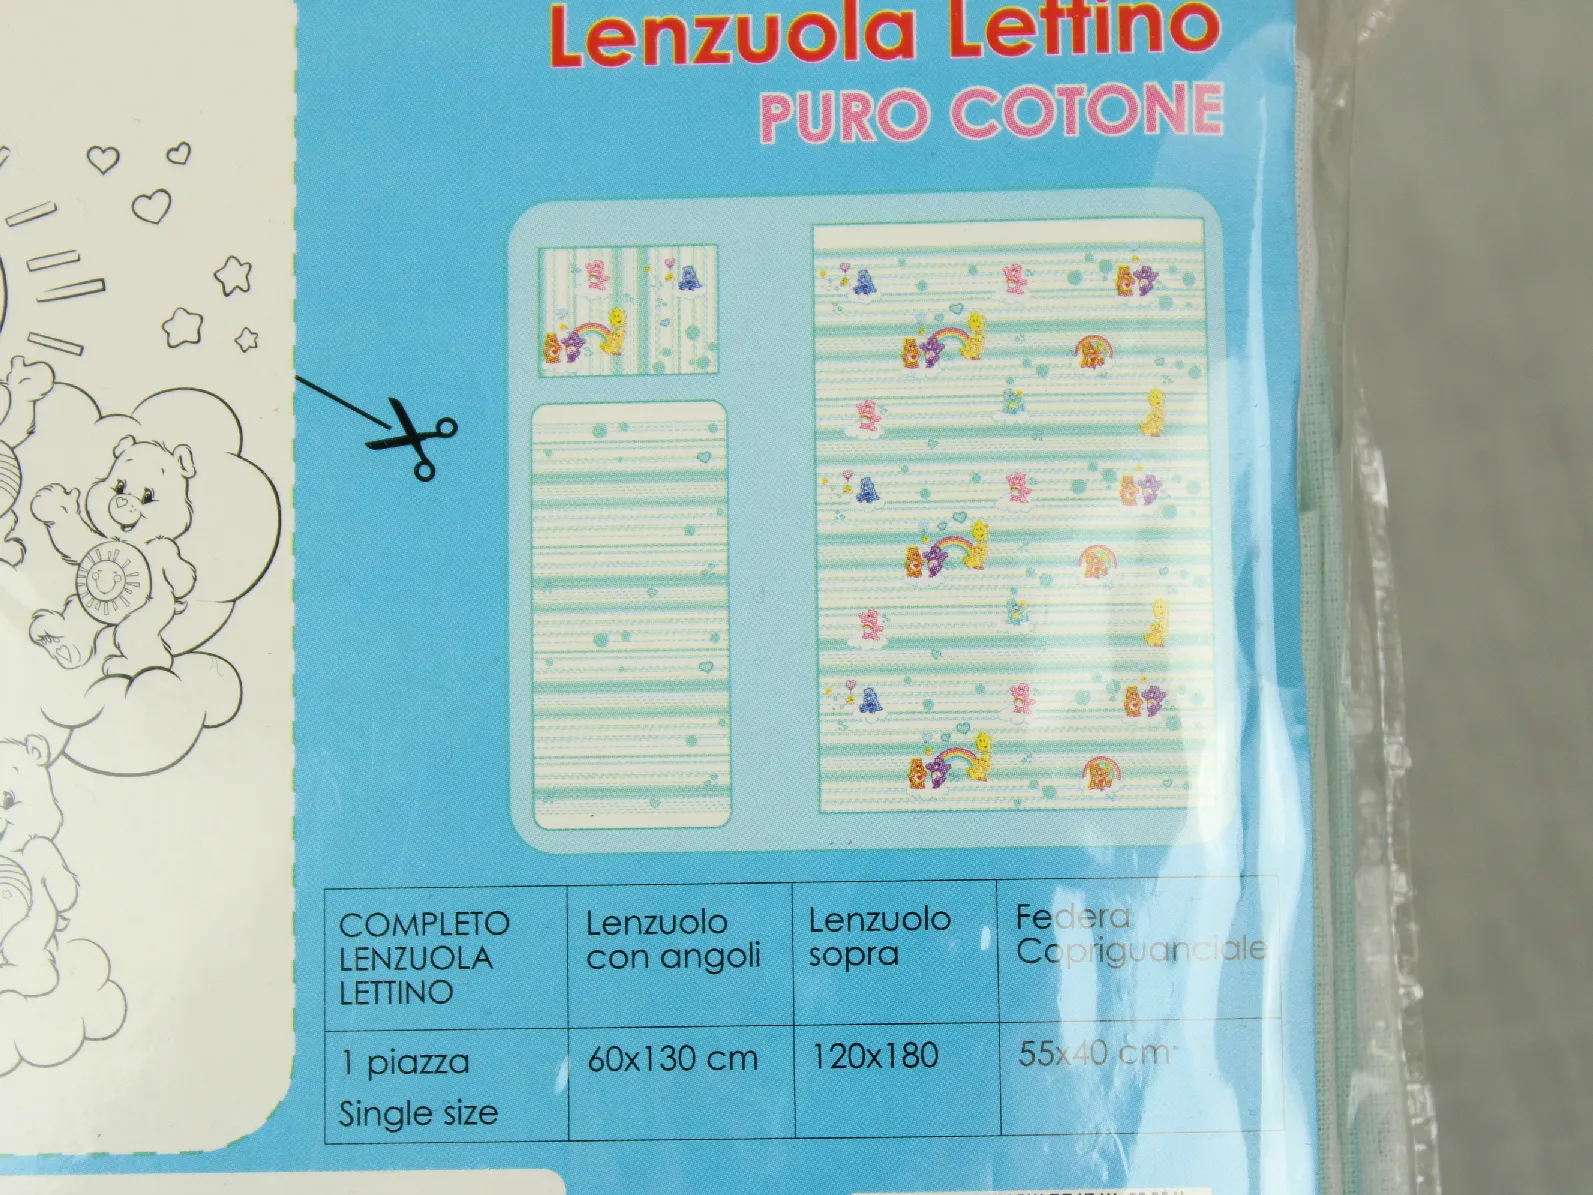 Lenzuola Lettino
PURO COTONE
COMPLETO
LENZUOLA
LETTINO
Lenzuolo
con angoli
Lenzuolo
sopra
Federa
Copriguanciale
1 piazza
Single size
60x130 cm
120x180
55x40 cm